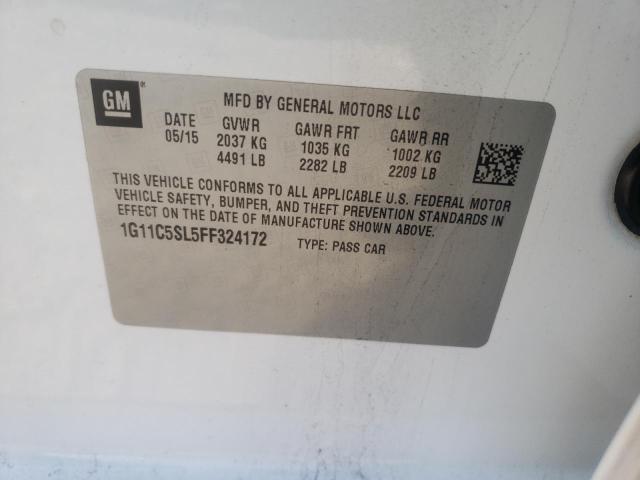 GM ®
MFD BY GENERAL MOTORS LLC
DATE GVWR GAWR FRT GAWR RR
05/15 2037 KG 1035 KG 1002 KG
4491 LB 2282 LB 2209 LB
THIS VEHICLE CONFORMS TO ALL APPLICABLE U.S. FEDERAL MOTOR
VEHICLE SAFETY, BUMPER, AND THEFT PREVENTION STANDARDS IN
EFFECT ON THE DATE OF MANUFACTURE SHOWN ABOVE.
1G11C5SL5FF324172 TYPE: PASS CAR